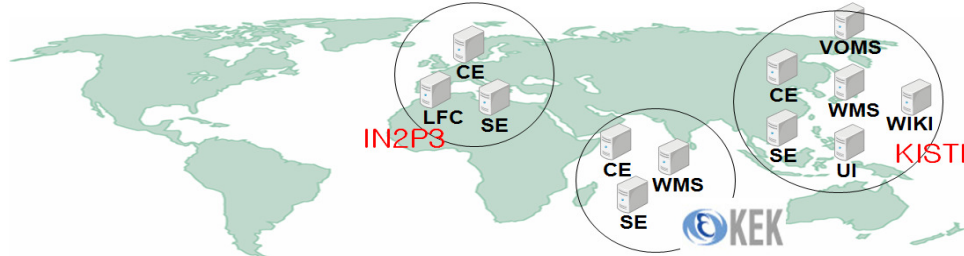 CE
LFC
SE
IN2P3
CE
WMS
SE
KEK
VOMS
CE
WMS
WIKI
SE
UI
KISTI